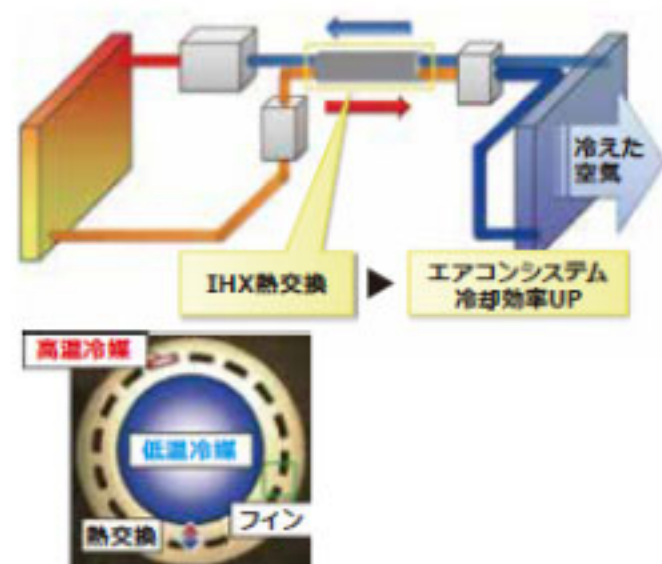 冷えた
空気
IHX熱交換
エアコンシステム
冷却効率UP
高温冷媒
低温冷媒
フィン
熱交換